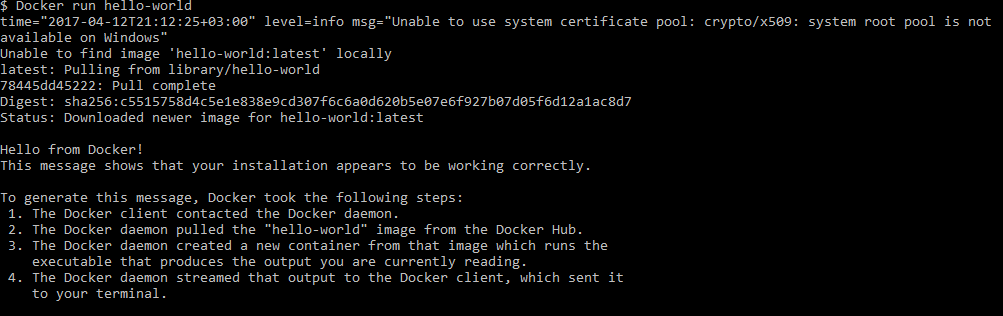 $ Docker run hello-world
time="2017-04-12T21:12:25+03:00" level=info msg="Unable to use system certificate pool: crypto/x509: system root pool is not
available on Windows"
Unable to find image 'hello-world:latest' locally
latest: Pulling from library/hello-world
78445dd45222: Pull complete
Digest: sha256:c5515758d4c5e1e838e9cd307f6c6a0d620b5e07e6f927b07d05f6d12a1ac8d7
Status: Downloaded newer image for hello-world:latest

Hello from Docker!
This message shows that your installation appears to be working correctly.

To generate this message, Docker took the following steps:
 1. The Docker client contacted the Docker daemon.
 2. The Docker daemon pulled the "hello-world" image from the Docker Hub.
 3. The Docker daemon created a new container from that image which runs the
    executable that produces the output you are currently reading.
 4. The Docker daemon streamed that output to the Docker client, which sent it
    to your terminal.